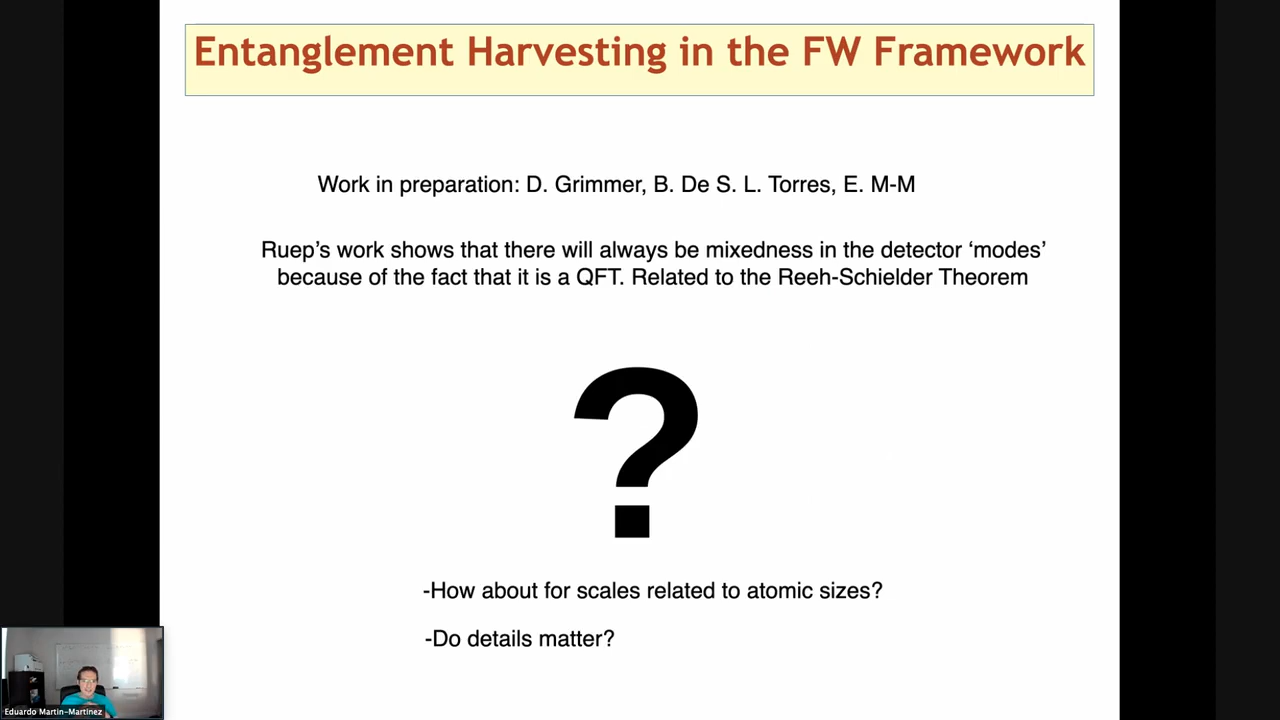 Entanglement Harvesting in the FW Framework
Work in preparation: D. Grimmer, B. De S. L. Torres, E. M-M
Ruep's work shows that there will always be mixedness in the detector ‘modes’
because of the fact that it is a QFT. Related to the Reeh-Schielder Theorem
?
-How about for scales related to atomic sizes?
-Do details matter?
Eduardo Martin-Martinez